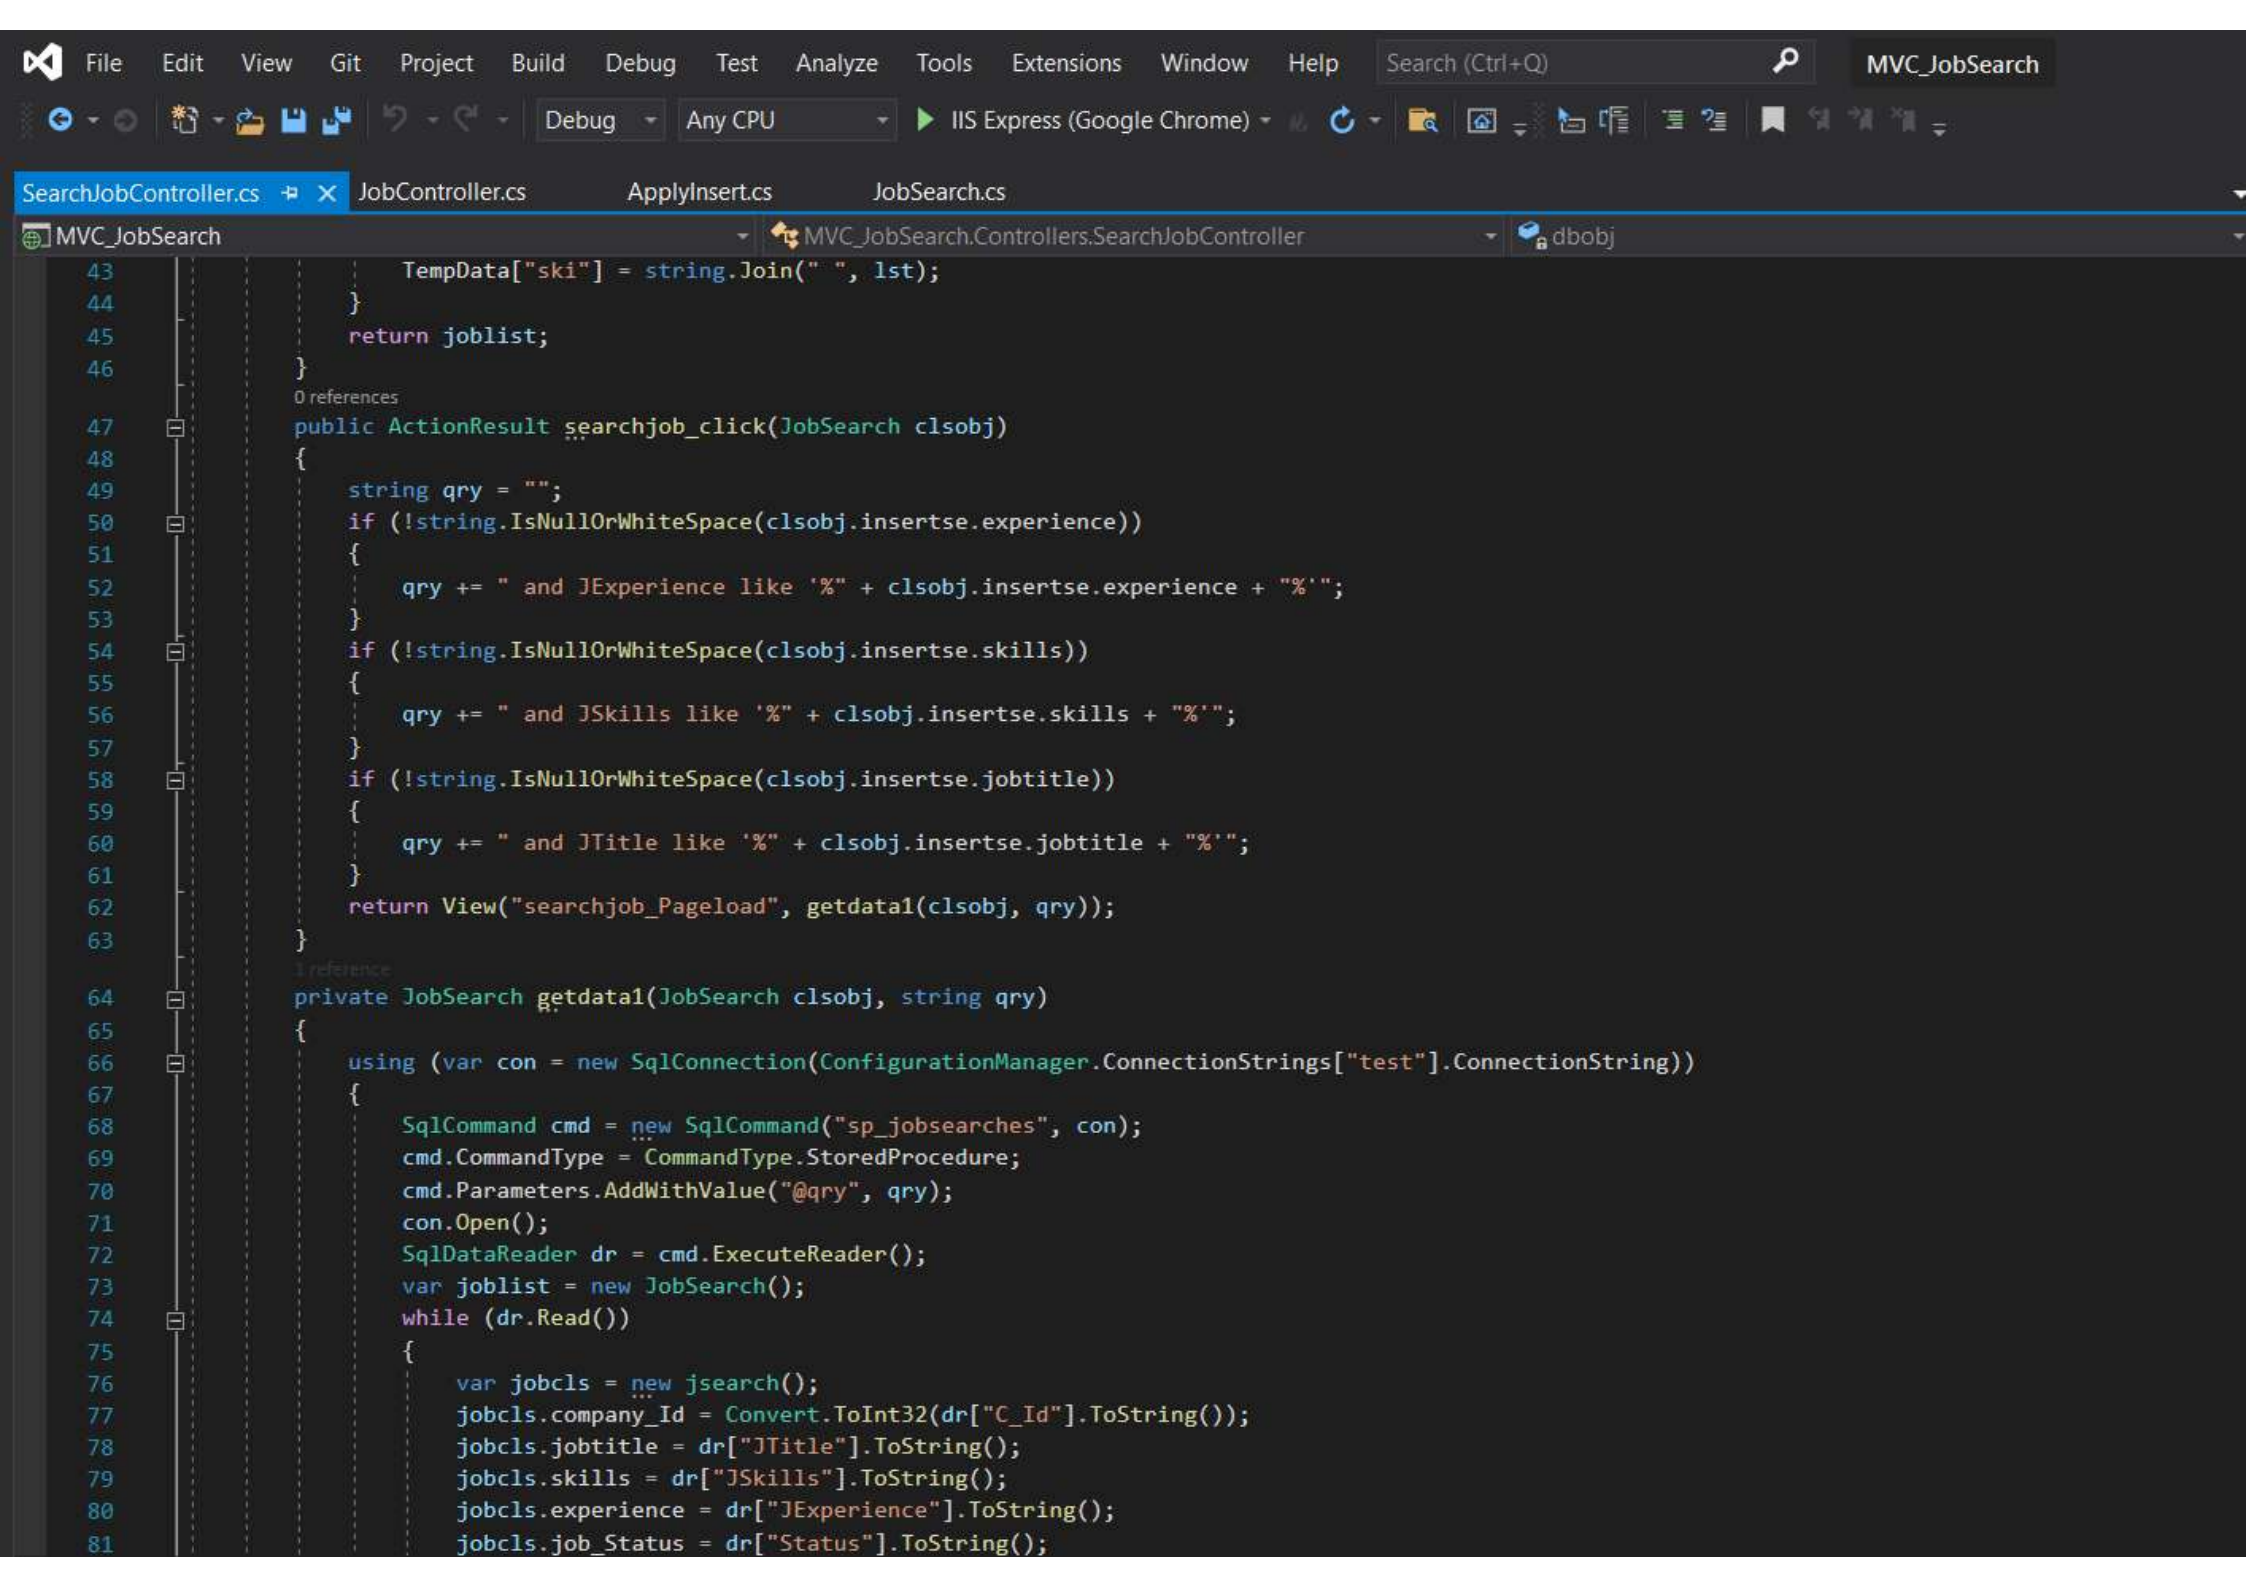 File Edit View Git Project Build Debug Test Analyze Tools Extensions Window Help Search (Ctrl+Q) MVC_JobSearch
Debug Any CPU IIS Express (Google Chrome)
SearchJobController.cs JobController.cs ApplyInsert.cs JobSearch.cs
MVC_JobSearch MVC_JobSearch.Controllers.SearchJobController dbobj
43 TempData["ski"] = string.Join(" ", lst);
44 }
45 return joblist;
46 }
0 references
47 public ActionResult searchjob_click(JobSearch clsobj)
48 {
49 string qry = "";
50 if (!string.IsNullOrWhiteSpace(clsobj.insertse.experience))
51 {
52 qry += " and JExperience like '%" + clsobj.insertse.experience + "%'";
53 }
54 if (!string.IsNullOrWhiteSpace(clsobj.insertse.skills))
55 {
56 qry += " and JSkills like '%" + clsobj.insertse.skills + "%'";
57 }
58 if (!string.IsNullOrWhiteSpace(clsobj.insertse.jobtitle))
59 {
60 qry += " and JTitle like '%" + clsobj.insertse.jobtitle + "%'";
61 }
62 return View("searchjob_Pageload", getdata1(clsobj, qry));
63 }
1 reference
64 private JobSearch getdata1(JobSearch clsobj, string qry)
65 {
66 using (var con = new SqlConnection(ConfigurationManager.ConnectionStrings["test"].ConnectionString))
67 {
68 SqlCommand cmd = new SqlCommand("sp_jobsearches", con);
69 cmd.CommandType = CommandType.StoredProcedure;
70 cmd.Parameters.AddWithValue("@qry", qry);
71 con.Open();
72 SqlDataReader dr = cmd.ExecuteReader();
73 var joblist = new JobSearch();
74 while (dr.Read())
75 {
76 var jobcls = new jsearch();
77 jobcls.company_Id = Convert.ToInt32(dr["C_Id"].ToString());
78 jobcls.jobtitle = dr["JTitle"].ToString();
79 jobcls.skills = dr["JSkills"].ToString();
80 jobcls.experience = dr["JExperience"].ToString();
81 jobcls.job_Status = dr["Status"].ToString();